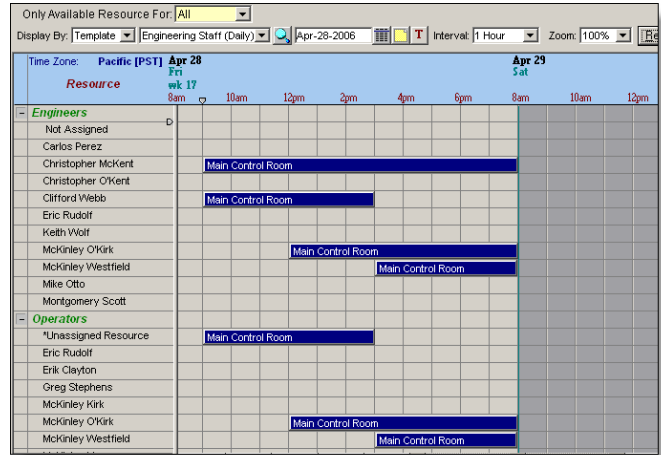 Only Available Resource For: All
Display By: Template Engineering Staff (Daily) Apr-28-2006 T Interval: 1 Hour Zoom: 100%
Time Zone: Pacific [PST] Apr 28 Apr 29
Fri Sat
Resource wk 17
8am 10am 12pm 2pm 4pm 6pm 8am 10am 12pm
Engineers
Not Assigned
Carlos Perez
Christopher McKent Main Control Room
Christopher O'Kent
Clifford Webb Main Control Room
Eric Rudolf
Keith Wolf
McKinley O'Kirk Main Control Room
McKinley Westfield Main Control Room
Mike Otto
Montgomery Scott
Operators
*Unassigned Resource Main Control Room
Eric Rudolf
Erik Clayton
Greg Stephens
McKinley Kirk
McKinley O'Kirk Main Control Room
McKinley Westfield Main Control Room